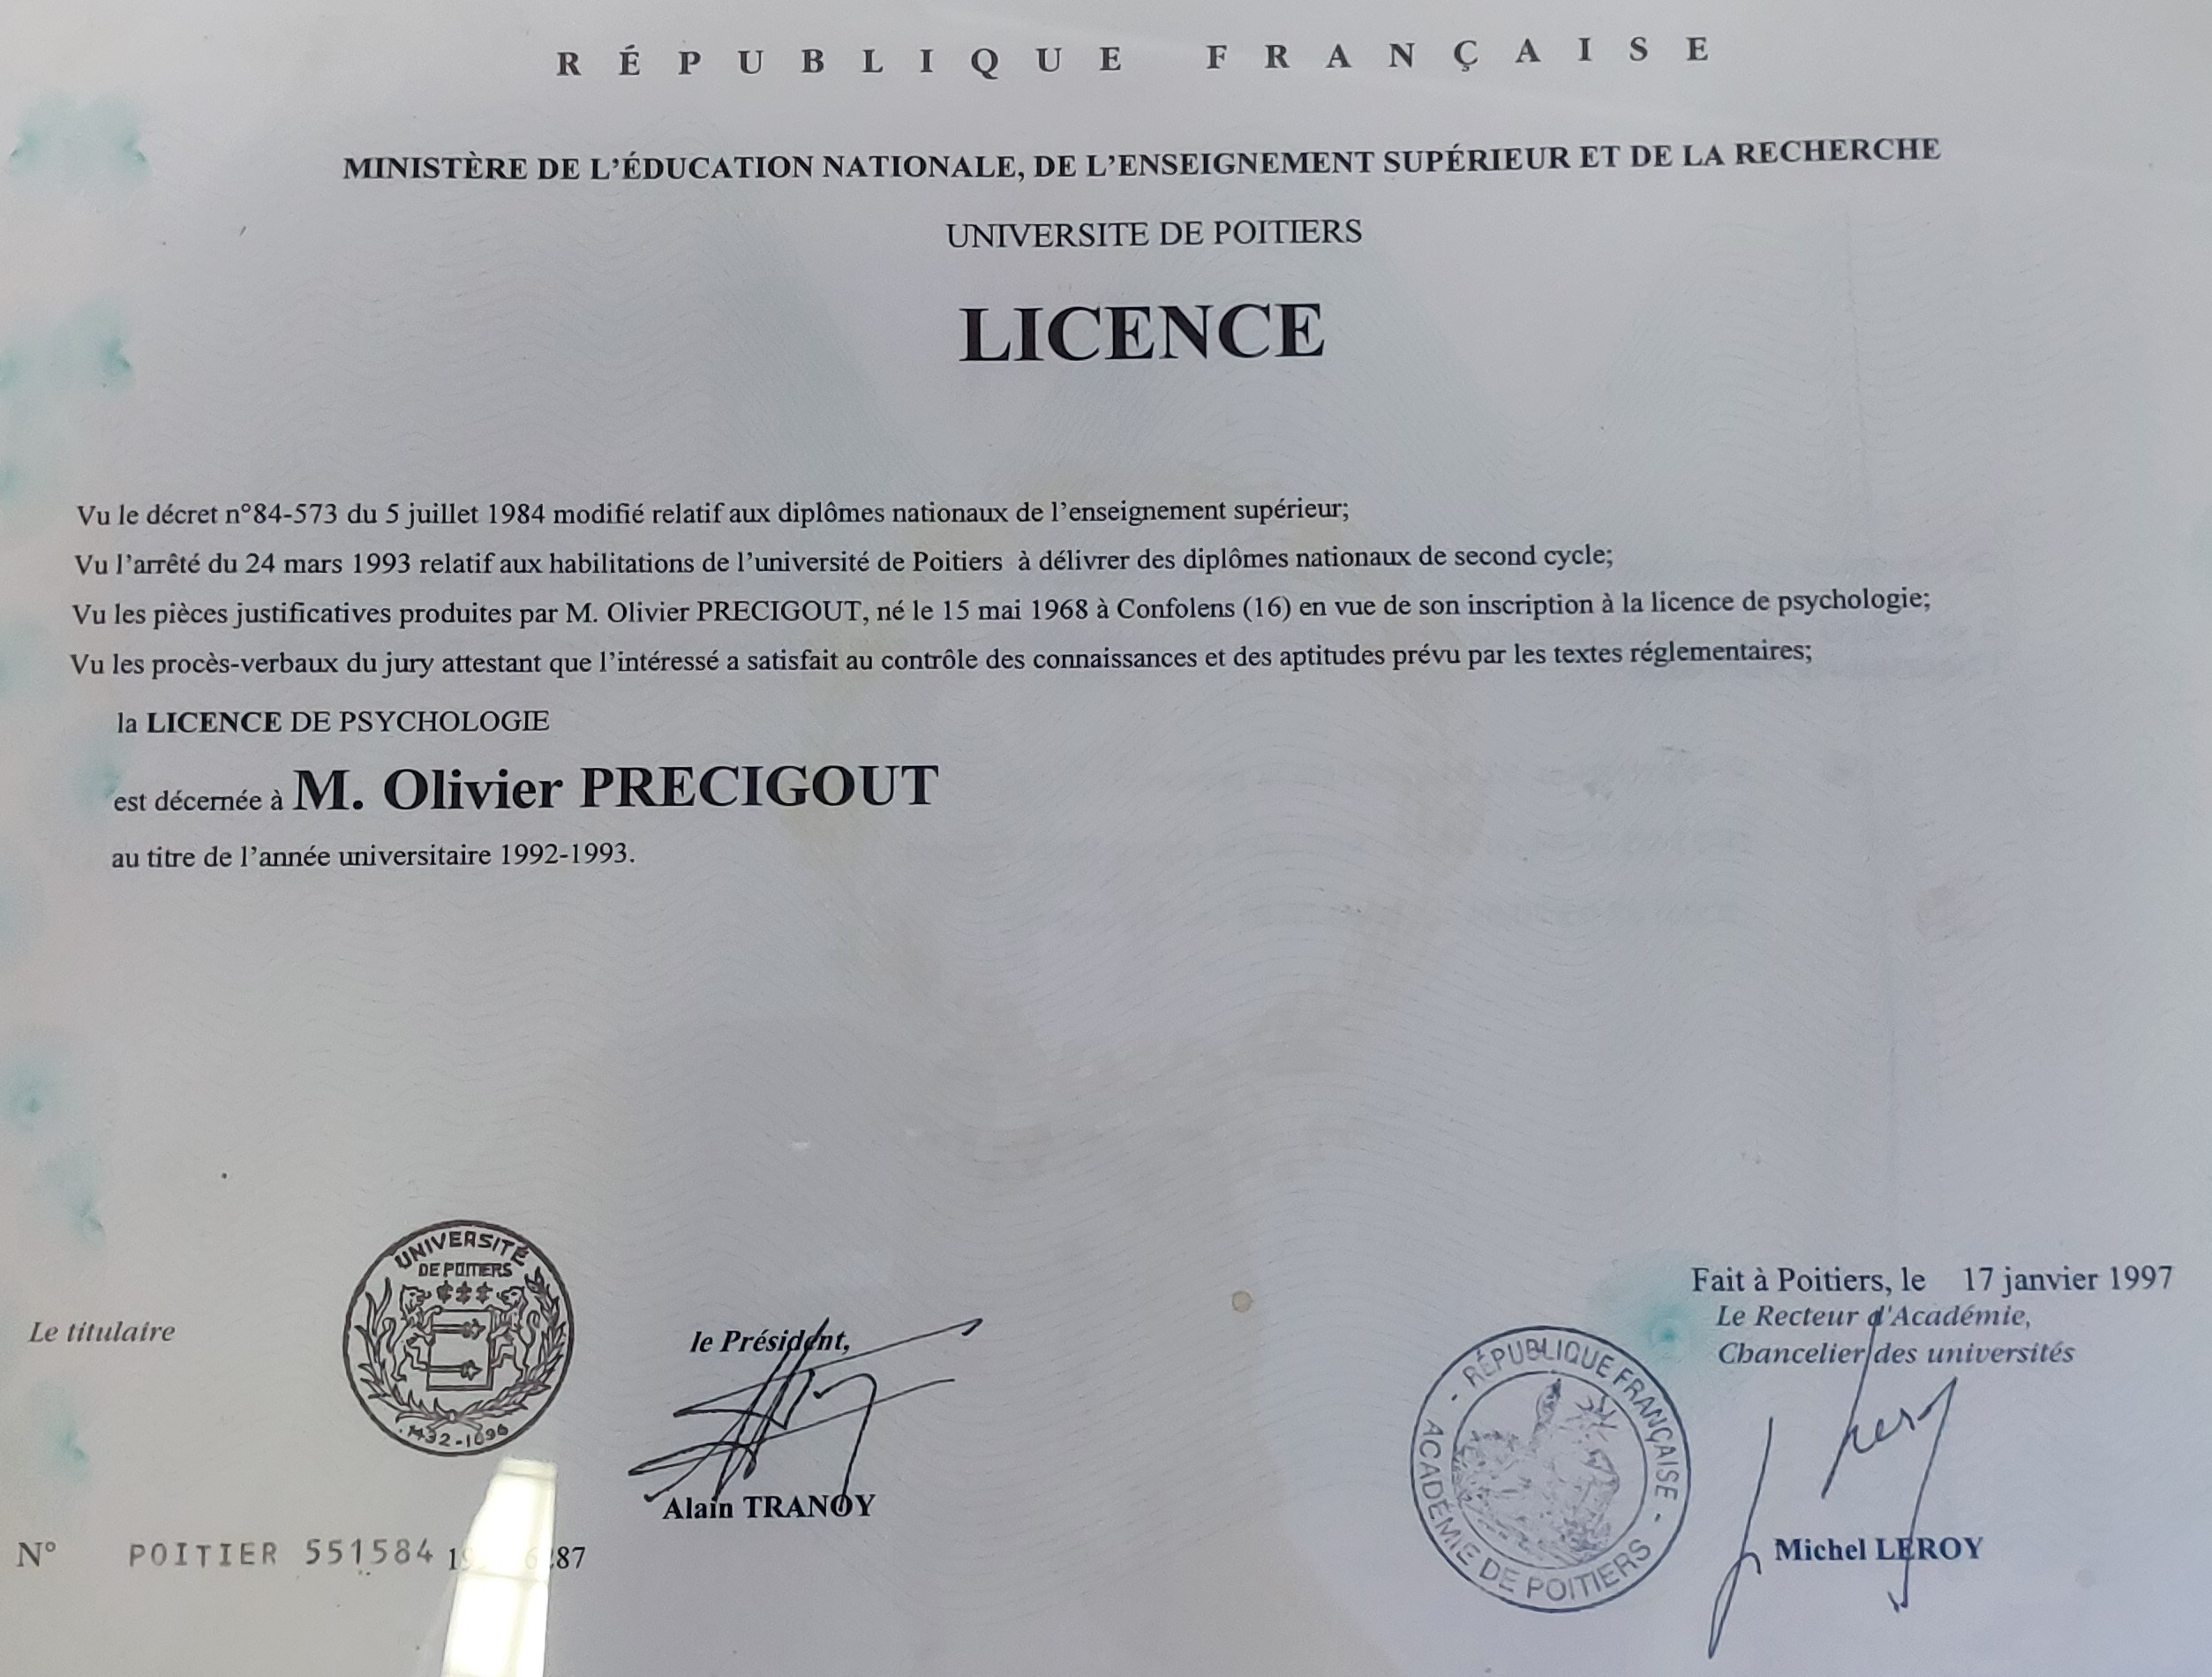 RÉPUBLIQUE FRANÇAISE
MINISTÈRE DE L'ÉDUCATION NATIONALE, DE L'ENSEIGNEMENT SUPÉRIEUR ET DE LA RECHERCHE
UNIVERSITE DE POITIERS
LICENCE
Vu le décret n°84-573 du 5 juillet 1984 modifié relatif aux diplômes nationaux de l'enseignement supérieur;
Vu l'arrêté du 24 mars 1993 relatif aux habilitations de l'université de Poitiers à délivrer des diplômes nationaux de second cycle;
Vu les pièces justificatives produites par M. Olivier PRECIGOUT, né le 15 mai 1968 à Confolens (16) en vue de son inscription à la licence de psychologie;
Vu les procès-verbaux du jury attestant que l'intéressé a satisfait au contrôle des connaissances et des aptitudes prévu par les textes réglementaires;
la LICENCE DE PSYCHOLOGIE
est décernée à M. Olivier PRECIGOUT
au titre de l'année universitaire 1992-1993.
Fait à Poitiers, le 17 janvier 1997
Le Recteur d'Académie,
Chancelier des universités
Le titulaire
UNIVERSITÉ
DE POITIERS
le Président,
Alain TRANOY
- RÉPUBLIQUE FRANÇAISE -
ACADÉMIE DE POITIERS
Michel LEROY
N° POITIER 551584